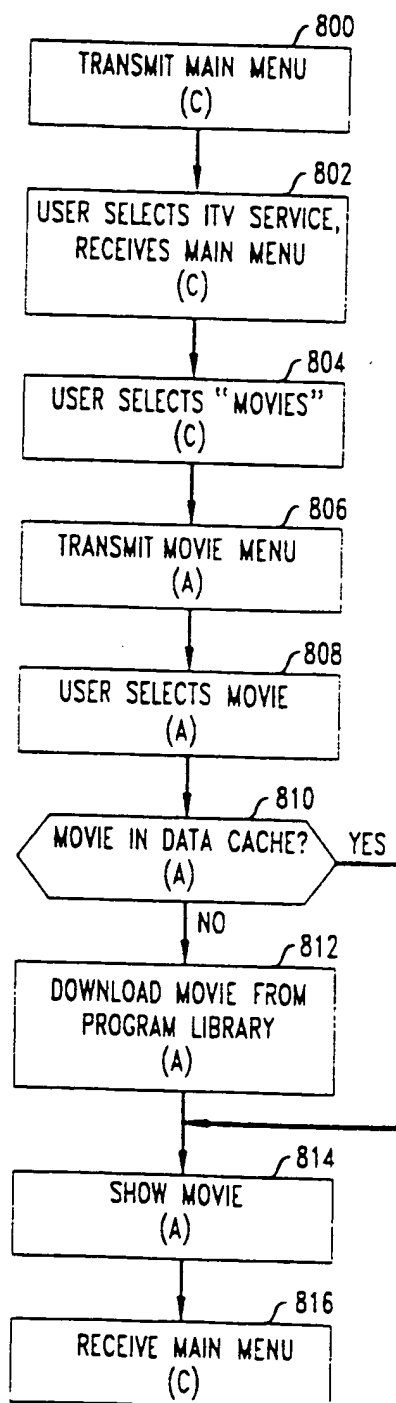 800
TRANSMIT MAIN MENU
(C)
802
USER SELECTS ITV SERVICE,
RECEIVES MAIN MENU
(C)
804
USER SELECTS "MOVIES"
(C)
806
TRANSMIT MOVIE MENU
(A)
808
USER SELECTS MOVIE
(A)
810
MOVIE IN DATA CACHE?
(A)
YES
NO
812
DOWNLOAD MOVIE FROM
PROGRAM LIBRARY
(A)
814
SHOW MOVIE
(A)
816
RECEIVE MAIN MENU
(C)